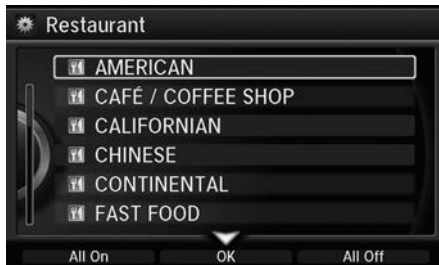 Restaurant
AMERICAN
CAFÉ / COFFEE SHOP
CALIFORNIAN
CHINESE
CONTINENTAL
FAST FOOD
All On OK All Off